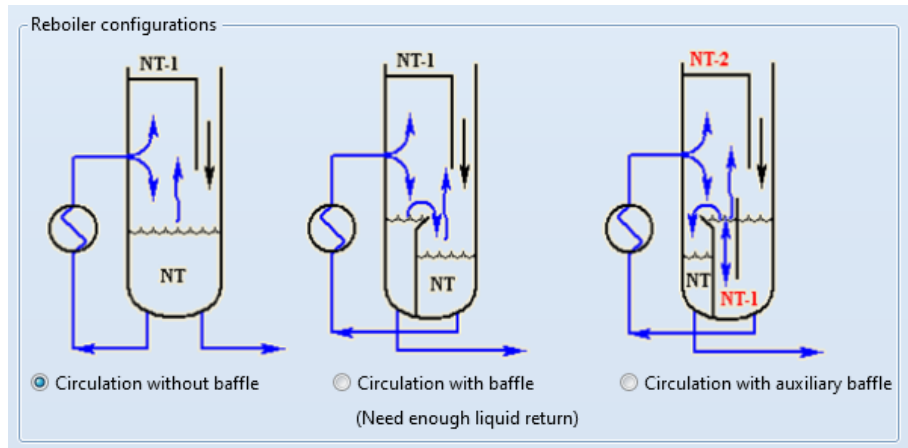 Reboiler configurations
NT-1
NT-1
NT-2
NT
NT
NT
NT-1
Circulation without baffle
Circulation with baffle
Circulation with auxiliary baffle
(Need enough liquid return)